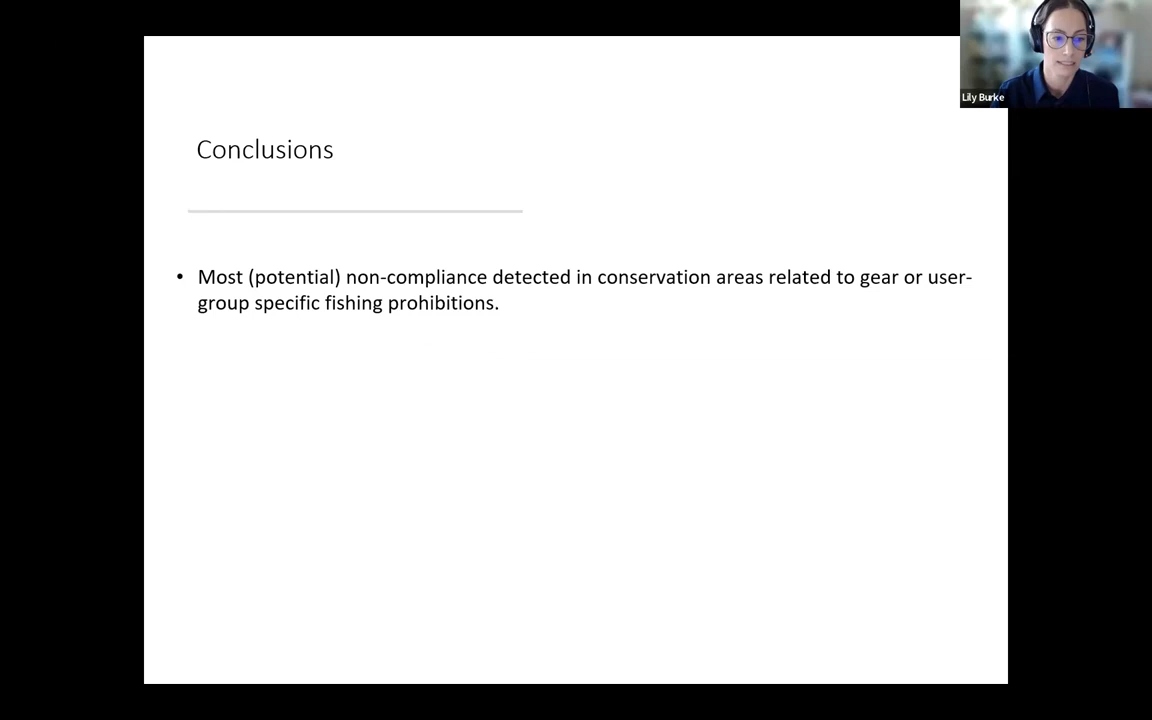 Lily Burke
Conclusions
• Most (potential) non-compliance detected in conservation areas related to gear or user-
group specific fishing prohibitions.